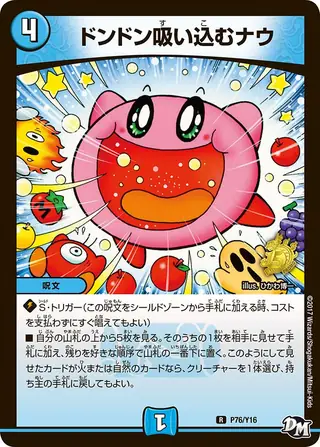 4
ドンドン吸い込むナウ
す
こ
illus. ひかわ博一
呪文
S・トリガー(この呪文をシールドゾーンから手札に加える時、コスト
を支払わずにすぐ唱えてもよい)
■自分の山札の上から5枚を見る。そのうちの1枚を相手に見せて手
札に加え、残りを好きな順序で山札の一番下に置く。このようにして見
せたカードが火または自然のカードなら、クリーチャーを1体選び、持
ち主の手札に戻してもよい。
©2017 Wizards/Shogakukan/Mitsui-Kids
1
R P76/Y16
DM